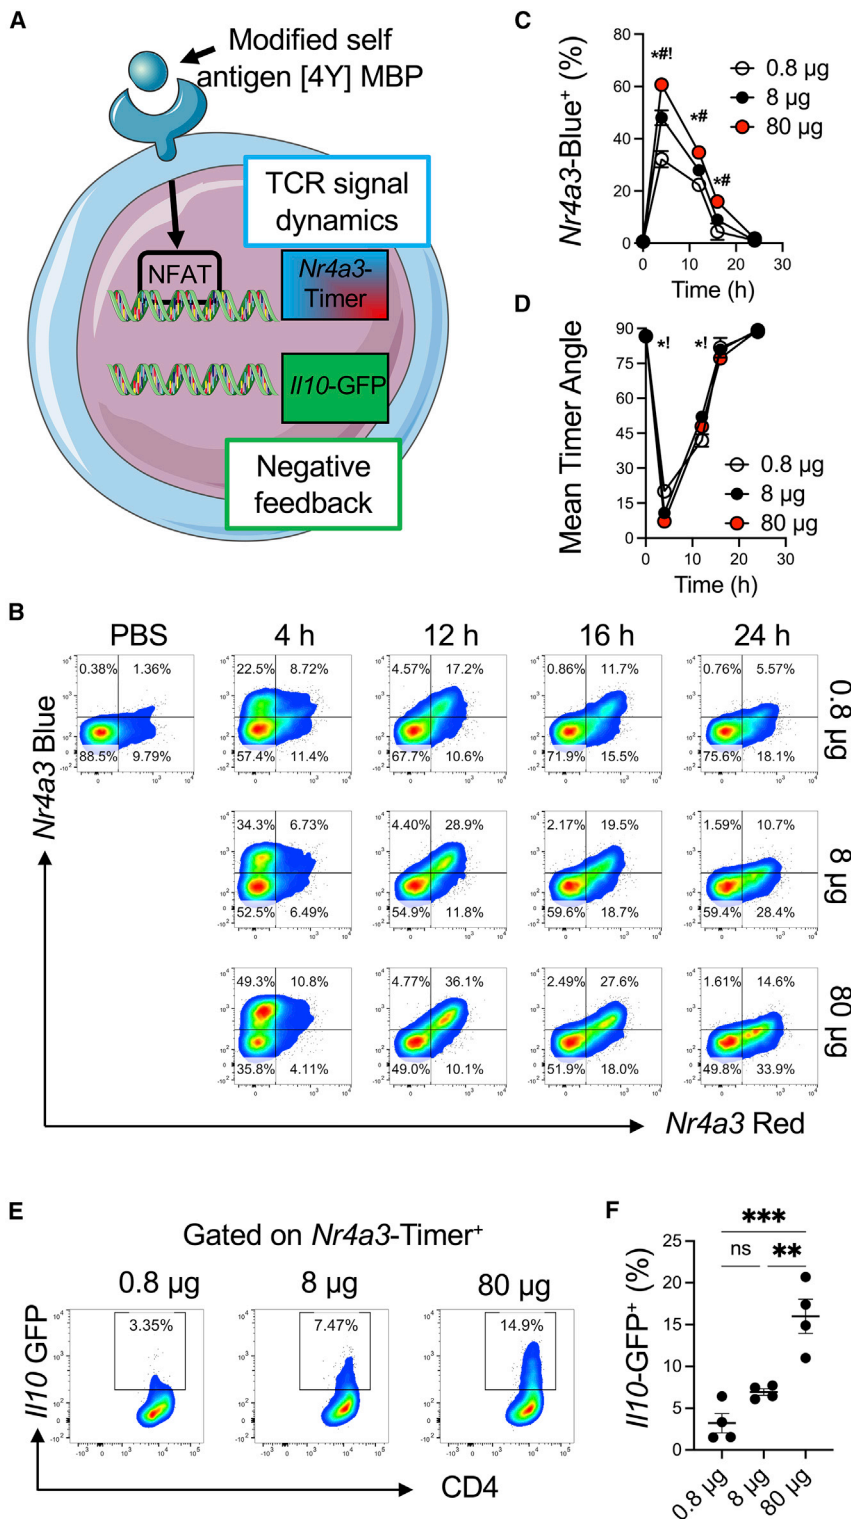 A
Modified self
antigen [4Y] MBP
TCR signal
dynamics
NFAT
Nr4a3-
Timer
Il10-GFP
Negative
feedback
C
Nr4a3-Blue⁺ (%)
80
60
40
20
0
*#!
*#
*#
0.8 µg
8 µg
80 µg
0 10 20 30
Time (h)
D
Mean Timer Angle
90
75
60
45
30
15
0
*!
*!
0.8 µg
8 µg
80 µg
0 10 20 30
Time (h)
B
PBS 4 h 12 h 16 h 24 h
Nr4a3 Blue
0.38% 1.36%
88.5% 9.79%
22.5% 8.72%
57.4% 11.4%
4.57% 17.2%
67.7% 10.6%
0.86% 11.7%
71.9% 15.5%
0.76% 5.57%
75.6% 18.1%
0.8 µg
34.3% 6.73%
52.5% 6.49%
4.40% 28.9%
54.9% 11.8%
2.17% 19.5%
59.6% 18.7%
1.59% 10.7%
59.4% 28.4%
8 µg
49.3% 10.8%
35.8% 4.11%
4.77% 36.1%
49.0% 10.1%
2.49% 27.6%
51.9% 18.0%
1.61% 14.6%
49.8% 33.9%
80 µg
Nr4a3 Red
E
Gated on Nr4a3-Timer⁺
0.8 µg 8 µg 80 µg
Il10 GFP
3.35%
7.47%
14.9%
CD4
F
Il10-GFP⁺ (%)
25
20
15
10
5
0
***
ns **
0.8 µg
8 µg
80 µg